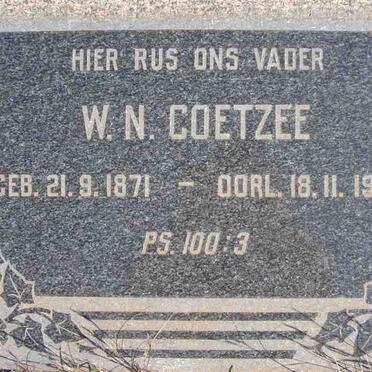 HIER RUS ONS VADER
W. N. COETZEE
GEB. 21. 9. 1871 – OORL. 18. 11. 19
PS. 100:3